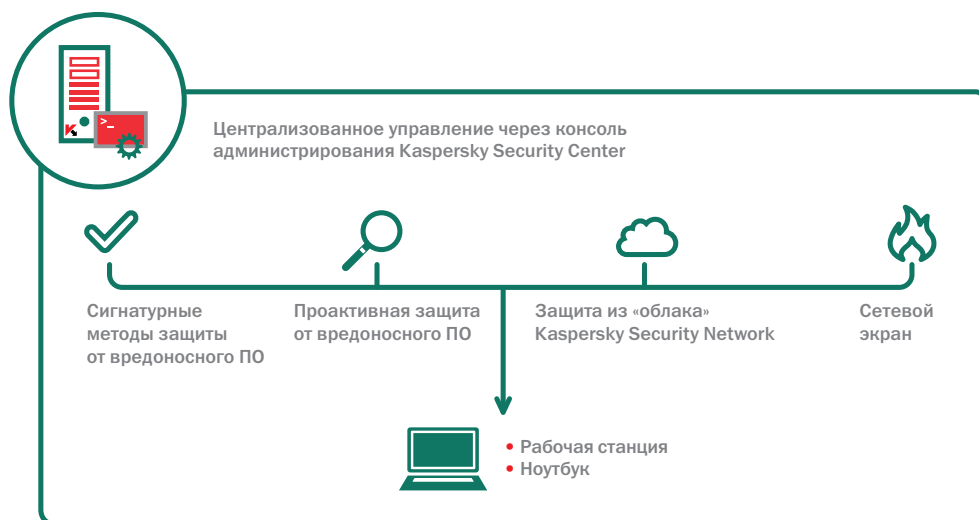 >_
Централизованное управление через консоль
администрирования Kaspersky Security Center
Сигнатурные
методы защиты
от вредоносного ПО
Проактивная защита
от вредоносного ПО
Защита из «облака»
Kaspersky Security Network
Сетевой
экран
• Рабочая станция
• Ноутбук